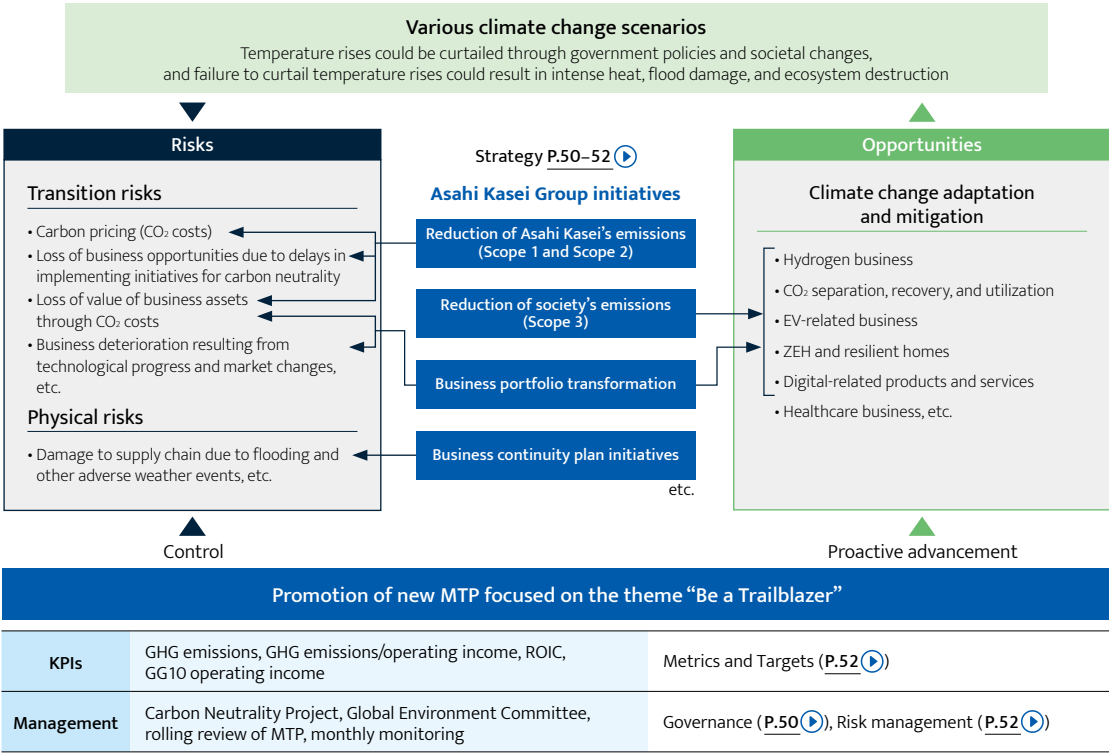 Various climate change scenarios
Temperature rises could be curtailed through government policies and societal changes,
and failure to curtail temperature rises could result in intense heat, flood damage, and ecosystem destruction
Risks
Transition risks
• Carbon pricing (CO₂ costs)
• Loss of business opportunities due to delays in
implementing initiatives for carbon neutrality
• Loss of value of business assets
through CO₂ costs
• Business deterioration resulting from
technological progress and market changes,
etc.
Physical risks
• Damage to supply chain due to flooding and
other adverse weather events, etc.
Control
Strategy P.50–52
Asahi Kasei Group initiatives
Reduction of Asahi Kasei’s emissions
(Scope 1 and Scope 2)
Reduction of society’s emissions
(Scope 3)
Business portfolio transformation
Business continuity plan initiatives
etc.
Opportunities
Climate change adaptation
and mitigation
• Hydrogen business
• CO₂ separation, recovery, and utilization
• EV-related business
• ZEH and resilient homes
• Digital-related products and services
• Healthcare business, etc.
Proactive advancement
Promotion of new MTP focused on the theme “Be a Trailblazer”
KPIs
GHG emissions, GHG emissions/operating income, ROIC,
GG10 operating income
Metrics and Targets (P.52)
Management
Carbon Neutrality Project, Global Environment Committee,
rolling review of MTP, monthly monitoring
Governance (P.50), Risk management (P.52)